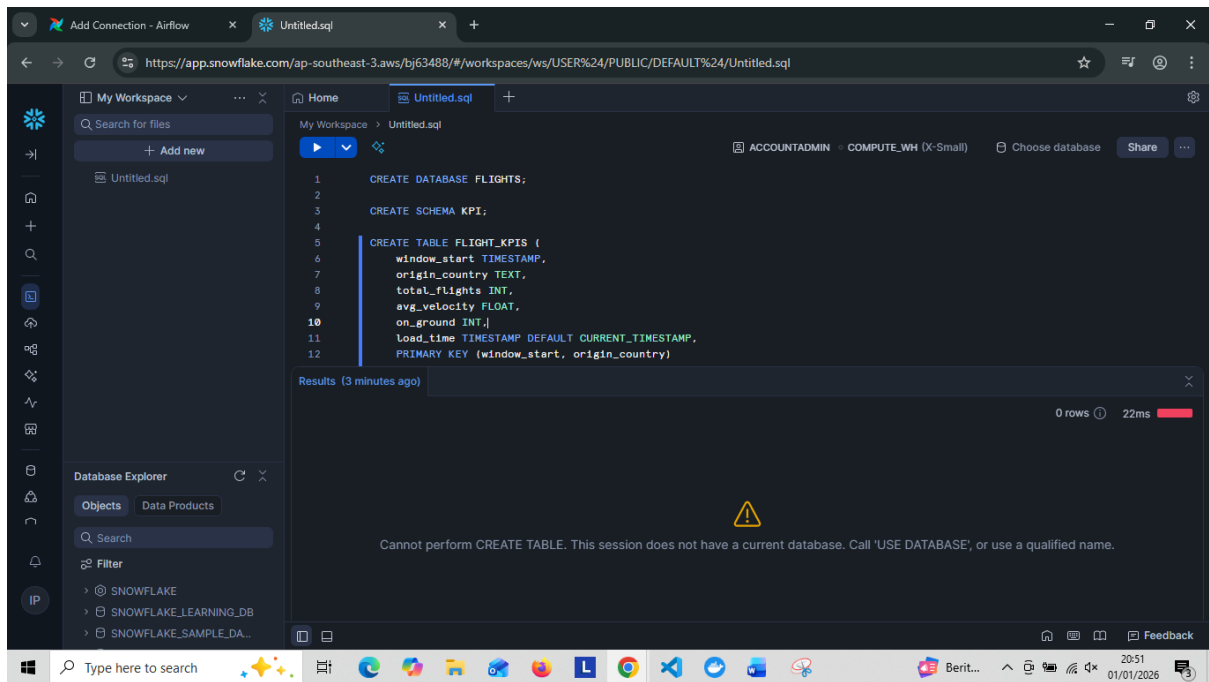 Add Connection - Airflow
Untitled.sql
https://app.snowflake.com/ap-southeast-3.aws/bj63488/#/workspaces/ws/USER%24/PUBLIC/DEFAULT%24/Untitled.sql
My Workspace
Home
Untitled.sql
Search for files
My Workspace > Untitled.sql
+ Add new
ACCOUNTADMIN
COMPUTE_WH (X-Small)
Choose database
Share
Untitled.sql
1 CREATE DATABASE FLIGHTS;
2
3 CREATE SCHEMA KPI;
4
5 CREATE TABLE FLIGHT_KPIS (
6 window_start TIMESTAMP,
7 origin_country TEXT,
8 total_flights INT,
9 avg_velocity FLOAT,
10 on_ground INT,
11 load_time TIMESTAMP DEFAULT CURRENT_TIMESTAMP,
12 PRIMARY KEY (window_start, origin_country)
Results (3 minutes ago)
0 rows 22ms
Database Explorer
Objects
Data Products
Search
Cannot perform CREATE TABLE. This session does not have a current database. Call 'USE DATABASE', or use a qualified name.
Filter
SNOWFLAKE
IP
SNOWFLAKE_LEARNING_DB
SNOWFLAKE_SAMPLE_DA...
Feedback
Type here to search
L
Berit...
20:51
01/01/2026
3